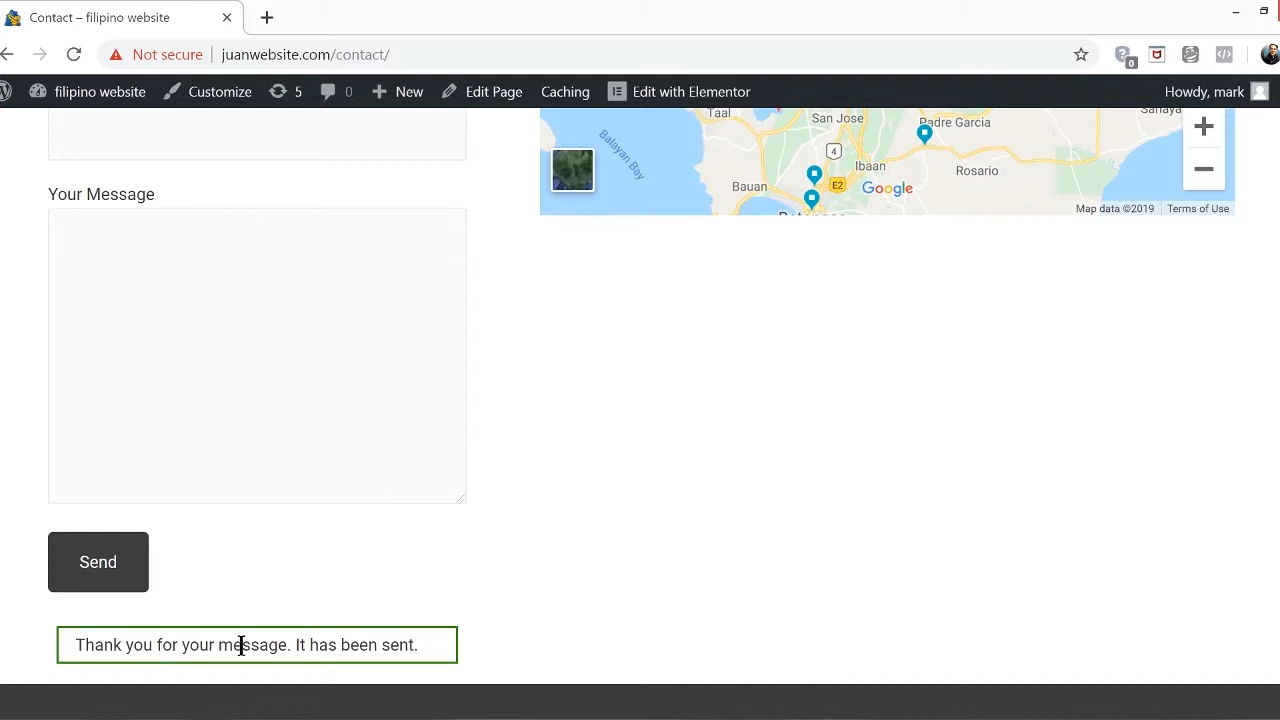 Contact – filipino website
Not secure juanwebsite.com/contact/
0
filipino website Customize 5 0 New Edit Page Caching Edit with Elementor Howdy, mark
Taal San Jose Padre Garcia
Balayan Bay
4
Ibaan
Rosario
Bauan E2 Google
Map data ©2019 Terms of Use
Your Message
Send
Thank you for your message. It has been sent.